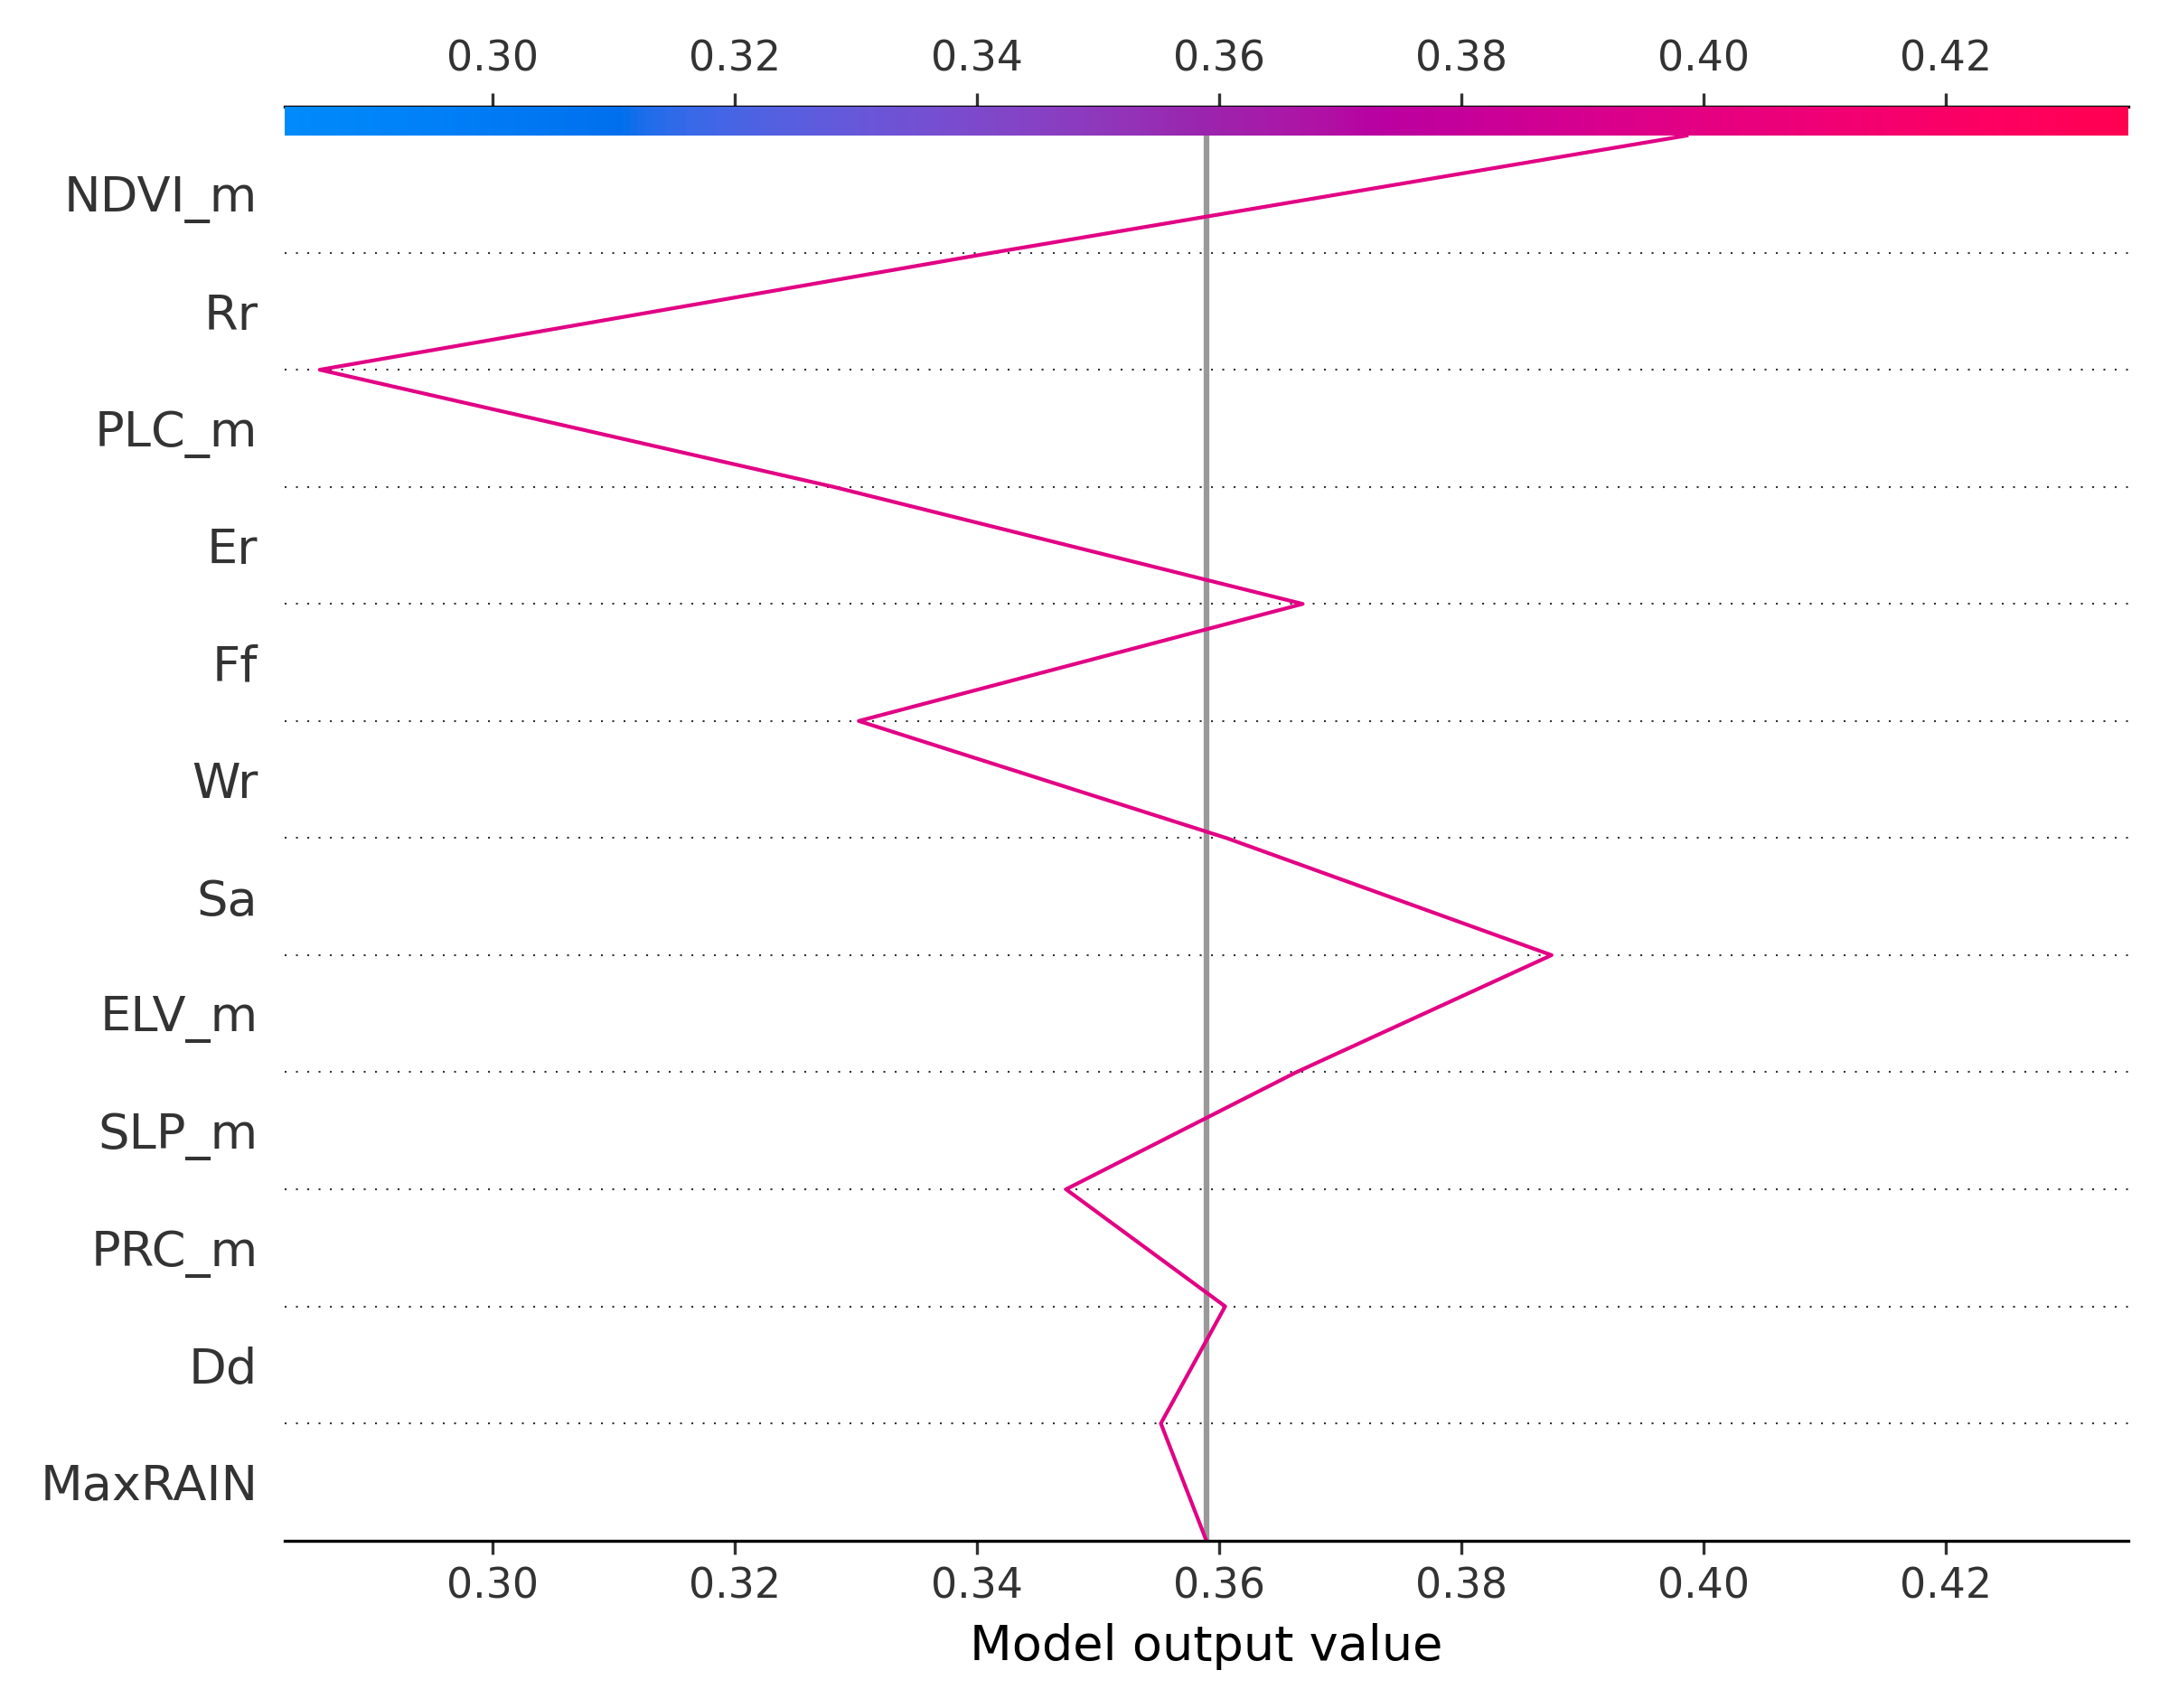 0.30 0.32 0.34 0.36 0.38 0.40 0.42
NDVI_m
Rr
PLC_m
Er
Ff
Wr
Sa
ELV_m
SLP_m
PRC_m
Dd
MaxRAIN
0.30 0.32 0.34 0.36 0.38 0.40 0.42
Model output value